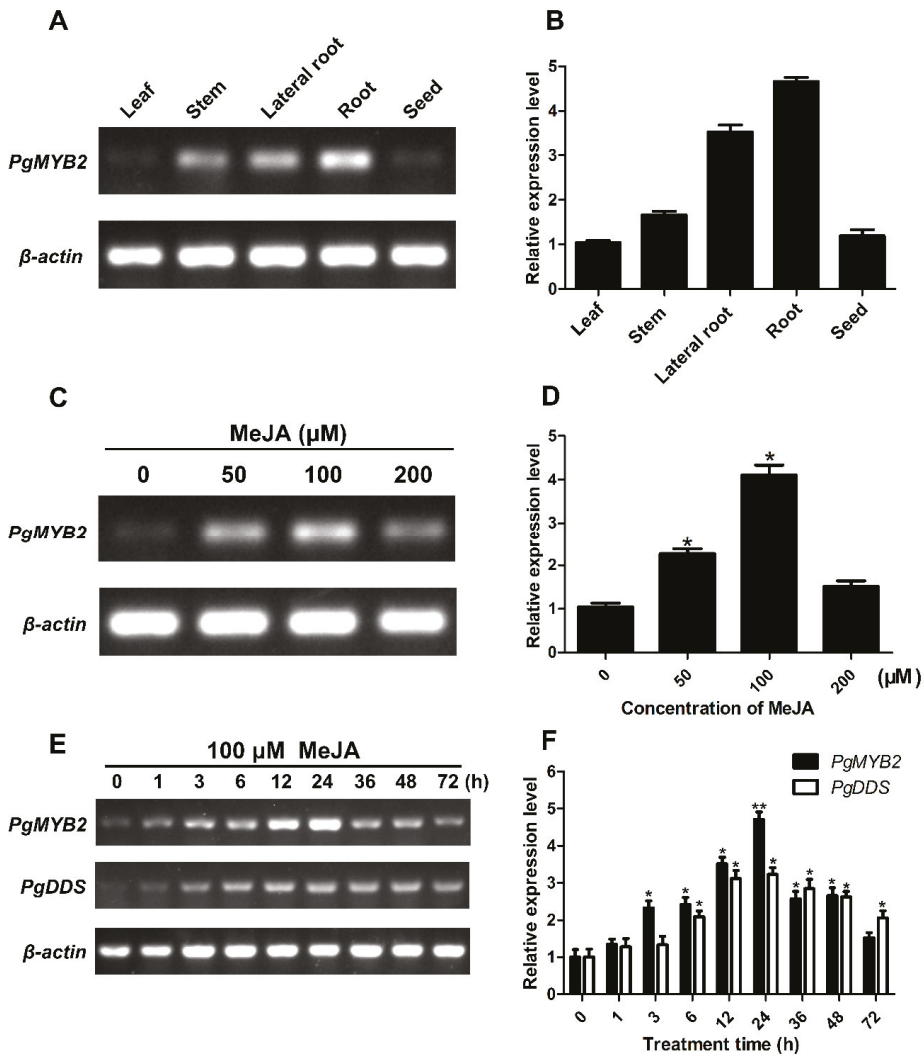 A
Leaf
Stem
Lateral root
Root
Seed
PgMYB2
β-actin
B
Relative expression level
5
4
3
2
1
0
Leaf
Stem
Lateral root
Root
Seed
C
MeJA (μM)
0 50 100 200
PgMYB2
β-actin
D
Relative expression level
5
4
3
2
1
0
*
*
0 50 100 200 (μM)
Concentration of MeJA
E
100 μM MeJA
0 1 3 6 12 24 36 48 72 (h)
PgMYB2
PgDDS
β-actin
F
PgMYB2
PgDDS
Relative expression level
6
5
4
3
2
1
0
* * * * * ** * * * * * *
0 1 3 6 12 24 36 48 72
Treatment time (h)